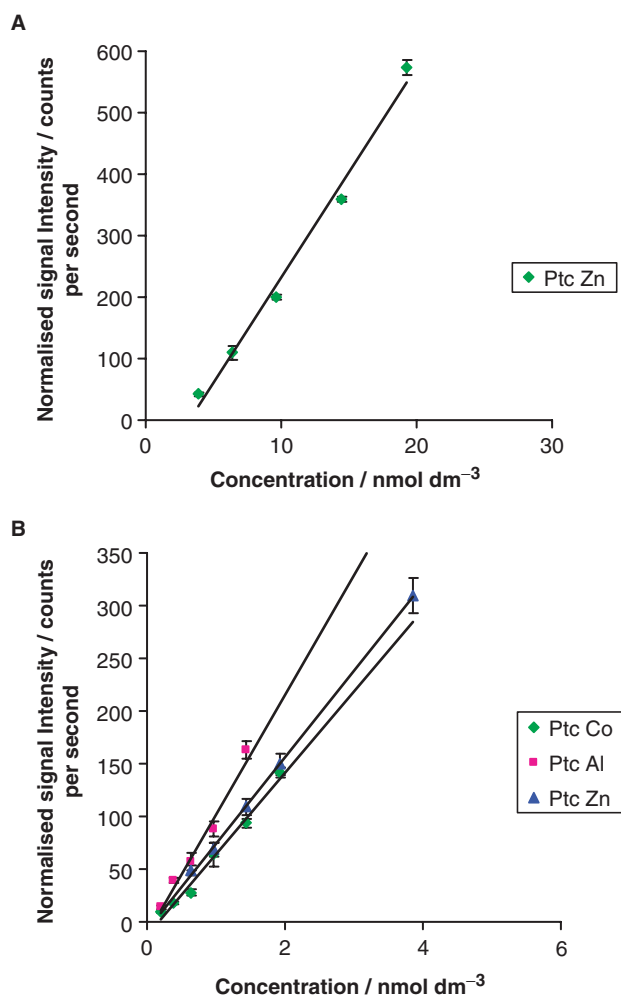 A
Normalised signal Intensity / counts
per second
600
500
400
300
200
100
0
0 10 20 30
Concentration / nmol dm⁻³
Ptc Zn
B
Normalised signal Intensity / counts
per second
350
300
250
200
150
100
50
0
0 2 4 6
Concentration / nmol dm⁻³
Ptc Co
Ptc Al
Ptc Zn